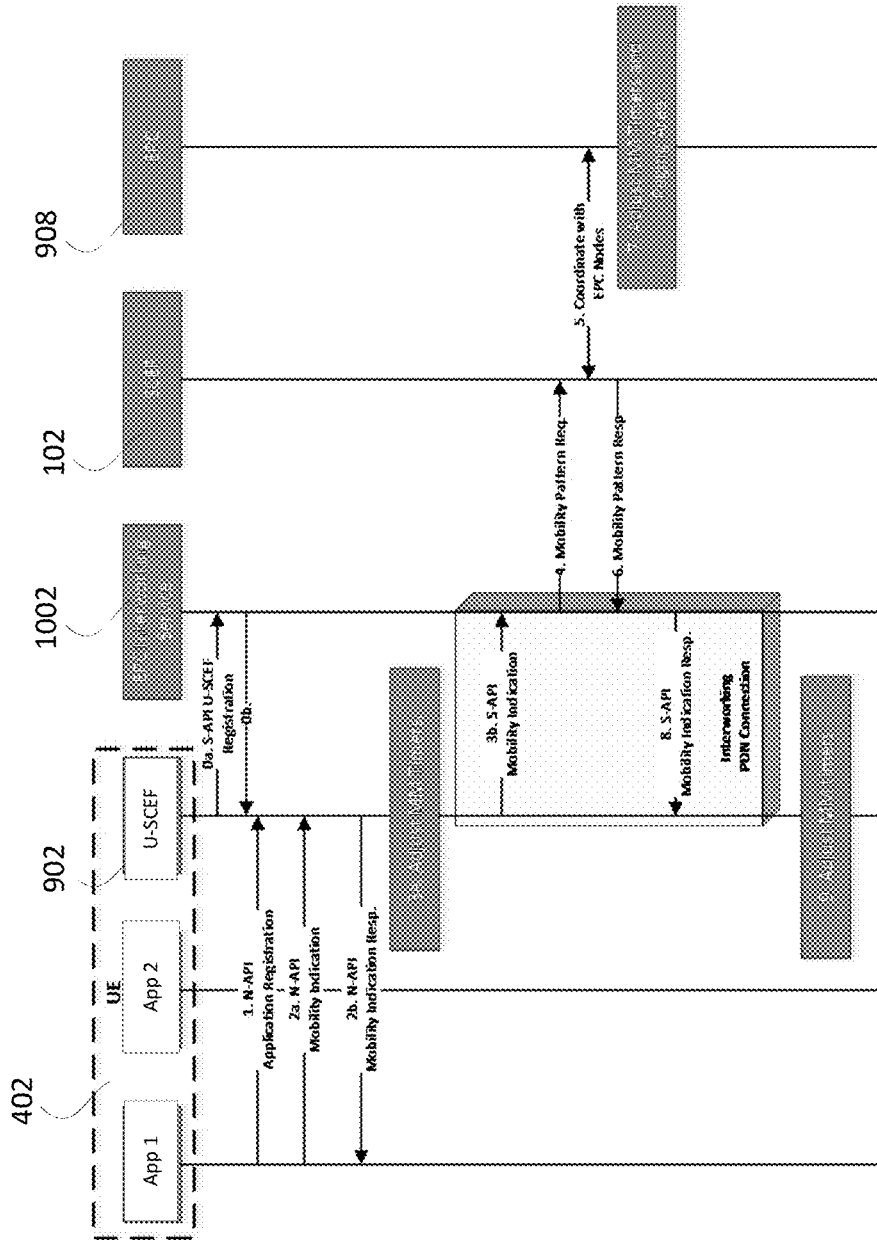 402
902
1002
102
908
UE
App 1
App 2
U-SCEF
0a. S-API U-SCEF
Registration
0b.
1. N-API
Application Registration
2a. N-API
Mobility Indication
2b. N-API
Mobility Indication Resp.
3b. S-API
Mobility Indication
4. Mobility Pattern Req.
5. Coordinate with
EPC Nodes
6. Mobility Pattern Resp
8. S-API
Mobility Indication Resp.
Interworking
PDN Connection